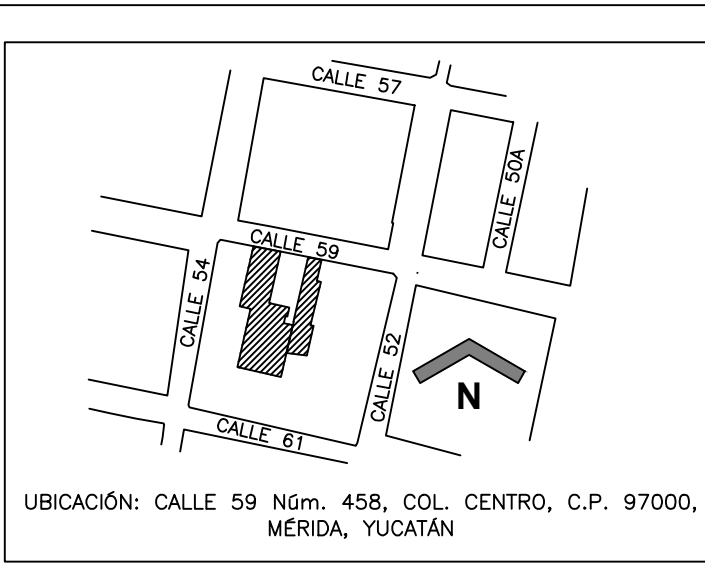 CALLE 57
CALLE 50A
CALLE 59
CALLE 54
CALLE 52
N
CALLE 61
UBICACIÓN: CALLE 59 Núm. 458, COL. CENTRO, C.P. 97000,
MÉRIDA, YUCATÁN